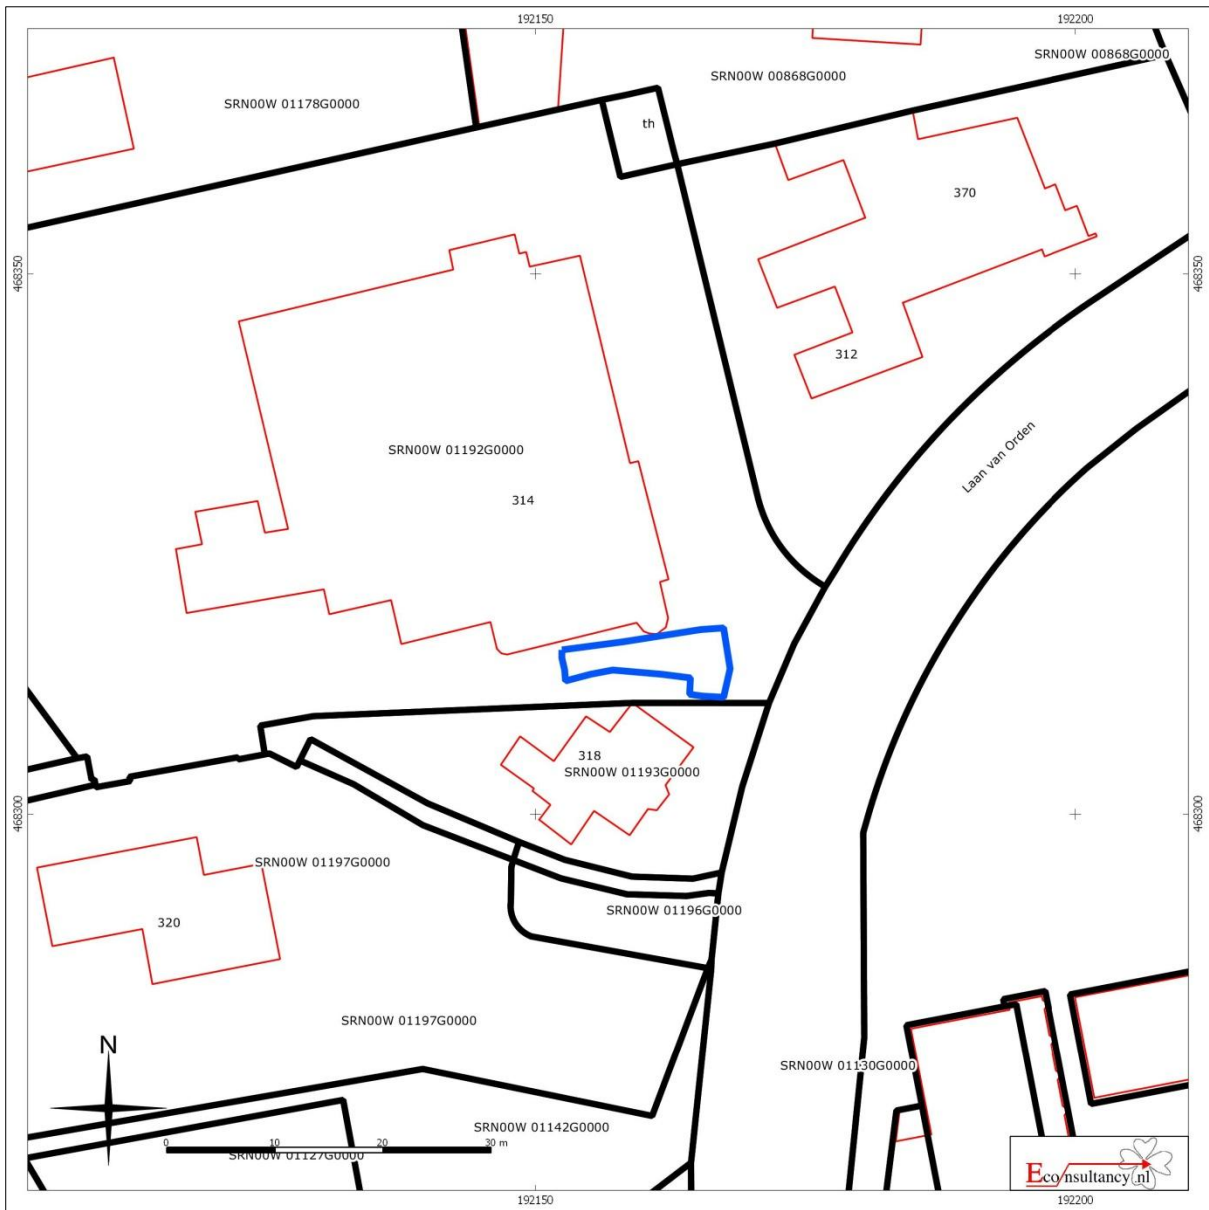 192150
192200
SRN00W 00868G0000
SRN00W 00868G0000
SRN00W 01178G0000
th
370
468350
468350
312
Laan van Orden
SRN00W 01192G0000
314
318
SRN00W 01193G0000
468300
468300
SRN00W 01197G0000
SRN00W 01196G0000
320
SRN00W 01197G0000
N
SRN00W 01130G0000
SRN00W 01142G0000
0 10 20 30 m
SRN00W 01127G0000
Econsultancy.nl
192150
192200